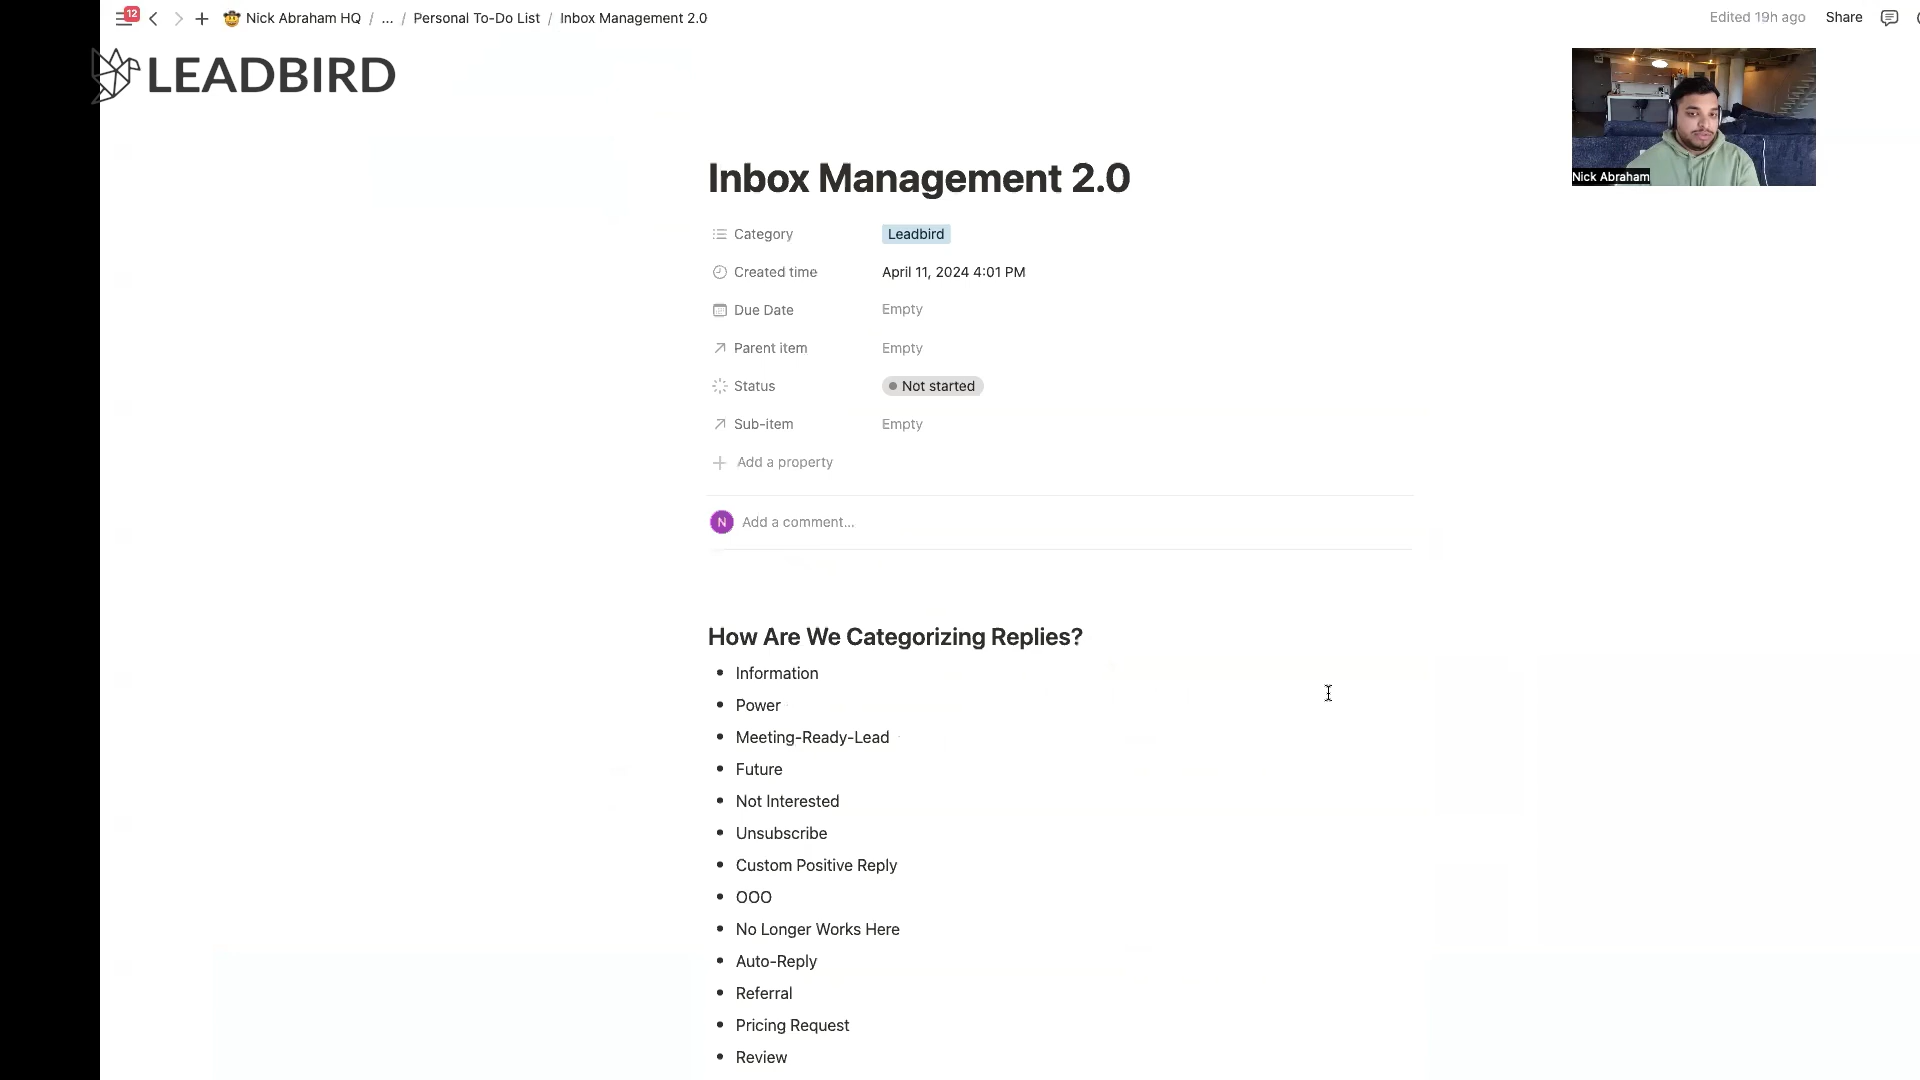 12
Nick Abraham HQ / ... / Personal To-Do List / Inbox Management 2.0
Edited 19h ago Share
LEADBIRD
Nick Abraham
Inbox Management 2.0
Category Leadbird
Created time April 11, 2024 4:01 PM
Due Date Empty
Parent item Empty
Status Not started
Sub-item Empty
Add a property
N Add a comment...
How Are We Categorizing Replies?
• Information
• Power
• Meeting-Ready-Lead
• Future
• Not Interested
• Unsubscribe
• Custom Positive Reply
• OOO
• No Longer Works Here
• Auto-Reply
• Referral
• Pricing Request
• Review